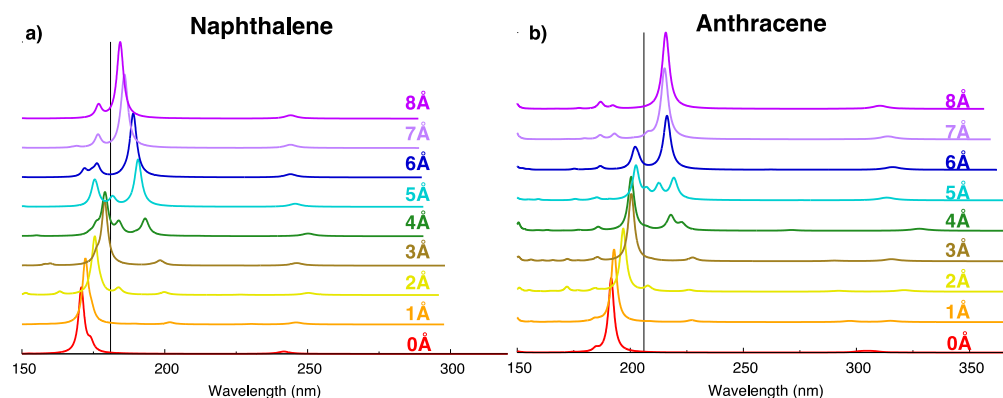 a) Naphthalene
8Å
7Å
6Å
5Å
4Å
3Å
2Å
1Å
0Å
150 200 250 300
Wavelength (nm)
b) Anthracene
8Å
7Å
6Å
5Å
4Å
3Å
2Å
1Å
0Å
150 200 250 300 350
Wavelength (nm)